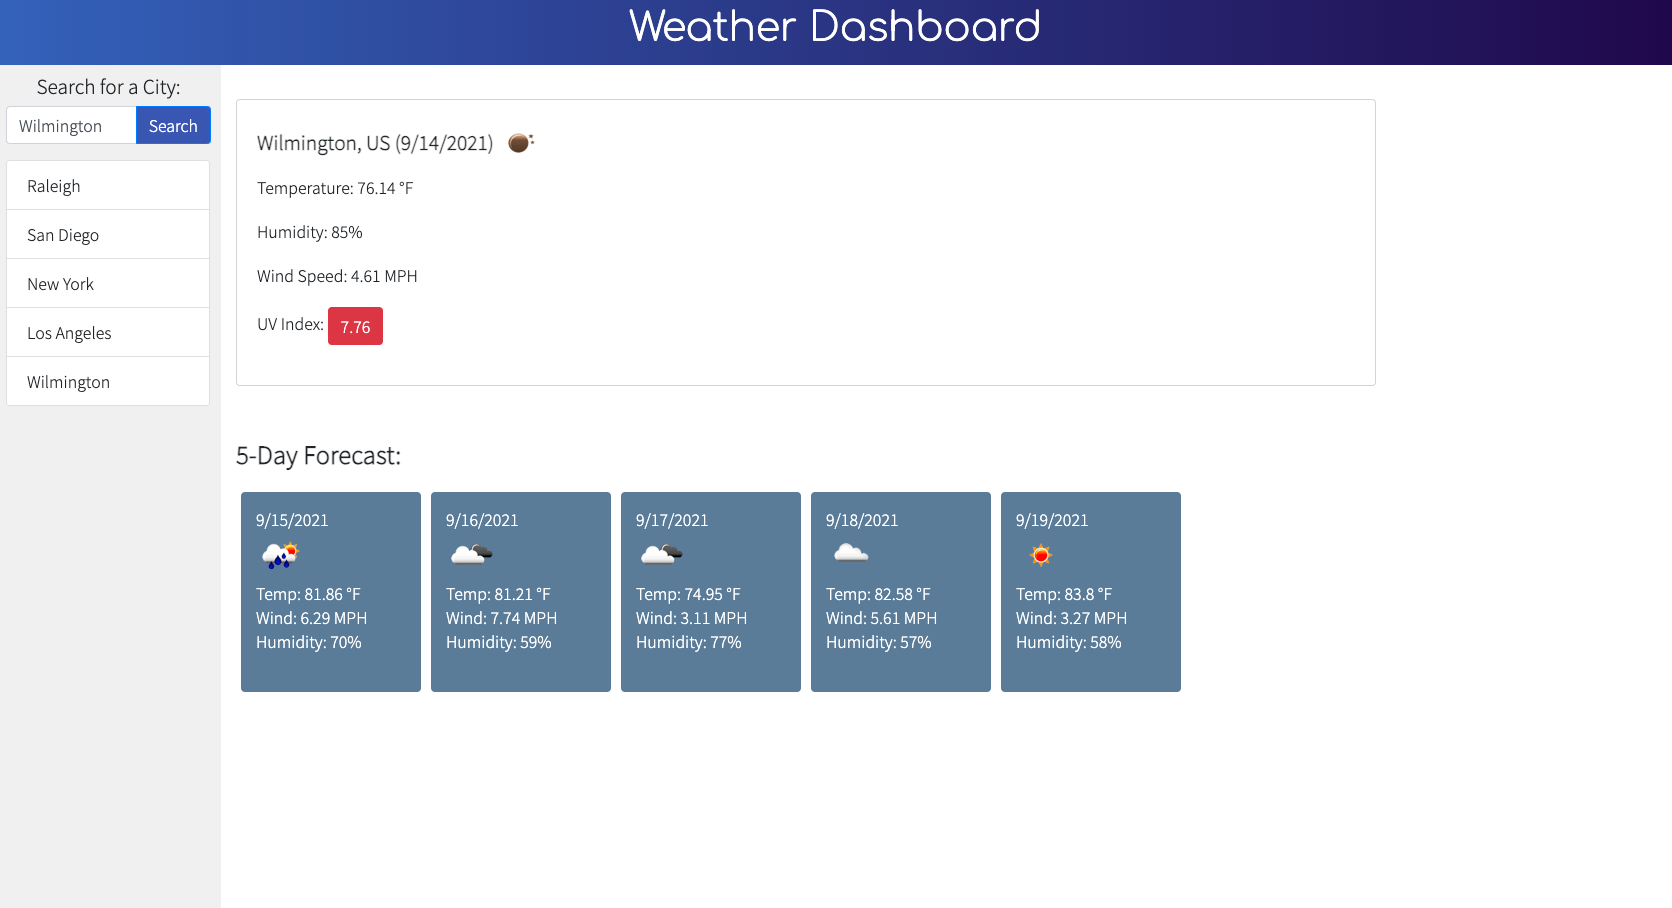 Weather Dashboard
Search for a City:
Wilmington
Search
Raleigh
San Diego
New York
Los Angeles
Wilmington
Wilmington, US (9/14/2021)
Temperature: 76.14 °F
Humidity: 85%
Wind Speed: 4.61 MPH
UV Index: 7.76
5-Day Forecast:
9/15/2021
Temp: 81.86 °F
Wind: 6.29 MPH
Humidity: 70%
9/16/2021
Temp: 81.21 °F
Wind: 7.74 MPH
Humidity: 59%
9/17/2021
Temp: 74.95 °F
Wind: 3.11 MPH
Humidity: 77%
9/18/2021
Temp: 82.58 °F
Wind: 5.61 MPH
Humidity: 57%
9/19/2021
Temp: 83.8 °F
Wind: 3.27 MPH
Humidity: 58%